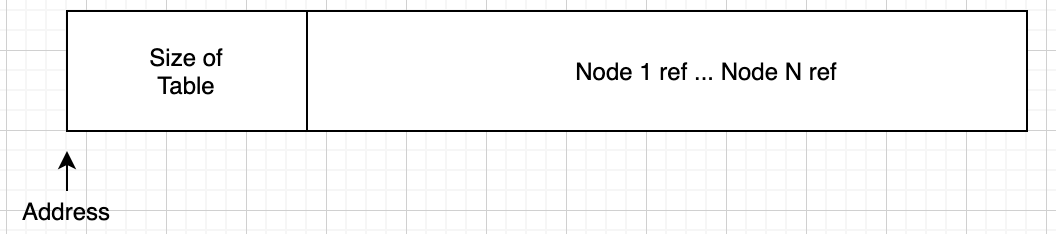 Size of
Table
Node 1 ref ... Node N ref
Address